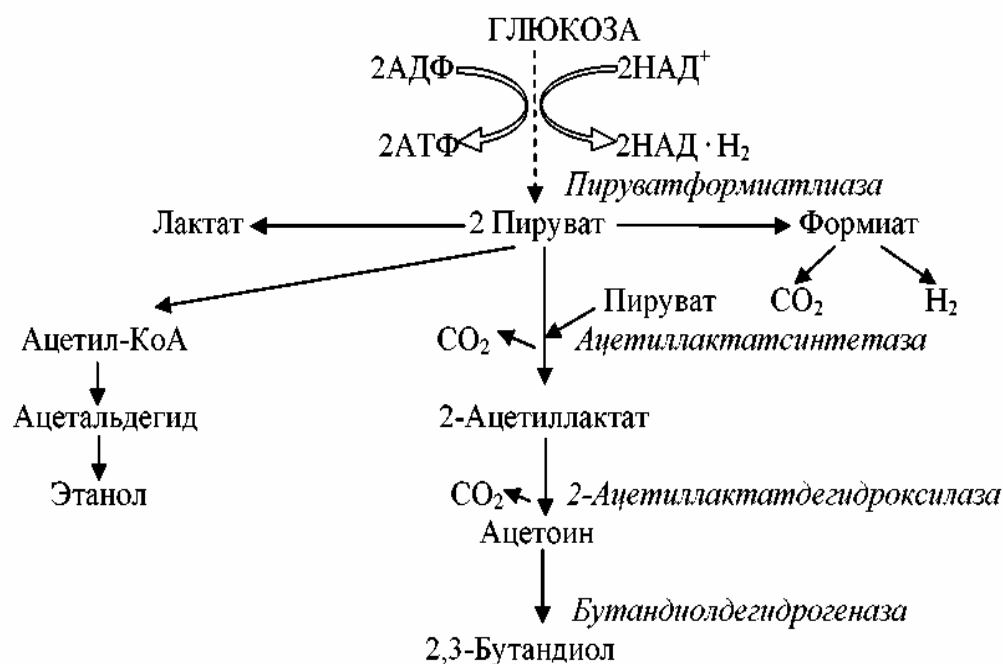 ГЛЮКОЗА
2АДФ 2НАД⁺
2АТФ 2НАД · Н₂
Пируватформиатлиаза
Лактат 2 Пируват Формиат
Пируват CO₂ H₂
Ацетил-КоА CO₂ Ацетиллактатсинтетаза
Ацетальдегид 2-Ацетиллактат
Этанол CO₂ 2-Ацетиллактатдегидроксилаза
Ацетоин
Бутандиолдегидрогеназа
2,3-Бутандиол